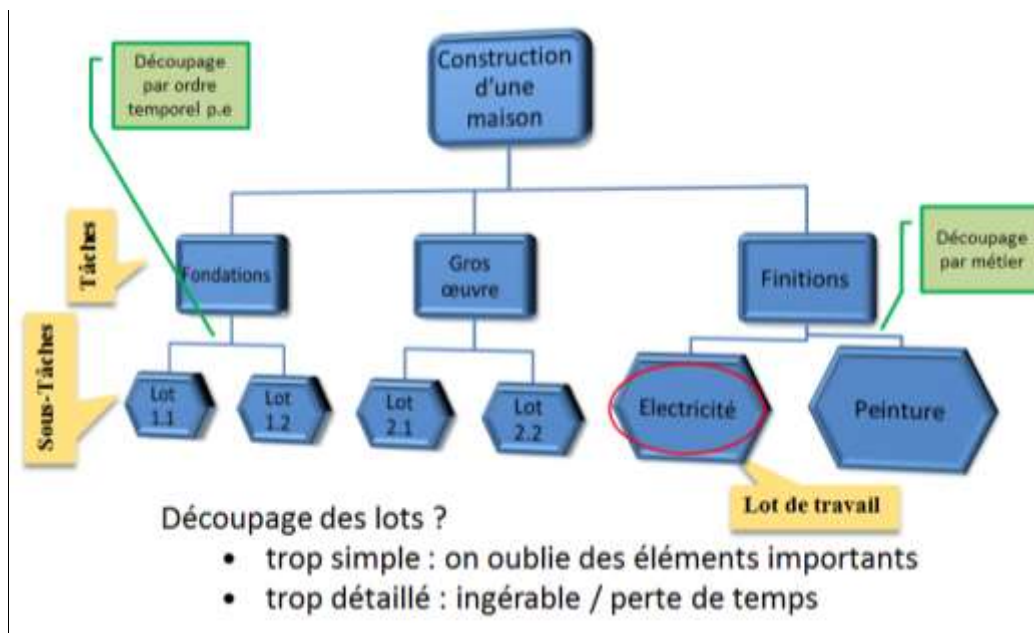 Découpage
par ordre
temporel p.e
Construction
d'une
maison
Tâches
Fondations
Gros
œuvre
Finitions
Découpage
par métier
Sous-Tâches
Lot
1.1
Lot
1.2
Lot
2.1
Lot
2.2
Electricité
Peinture
Lot de travail
Découpage des lots ?
• trop simple : on oublie des éléments importants
• trop détaillé : ingérable / perte de temps